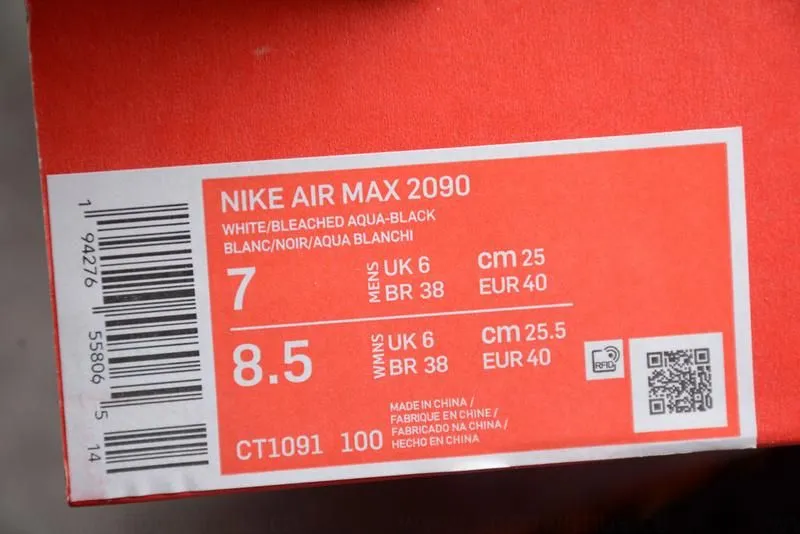 NIKE AIR MAX 2090
WHITE/BLEACHED AQUA-BLACK
BLANC/NOIR/AQUA BLANCHI
7
MENS
UK 6
cm 25
BR 38
EUR 40
8.5
WMNS
UK 6
cm 25.5
BR 38
EUR 40
RFID
MADE IN CHINA /
FABRIQUE EN CHINE /
FABRICADO NA CHINA /
HECHO EN CHINA
CT1091 100
1 94276 55806 5 14